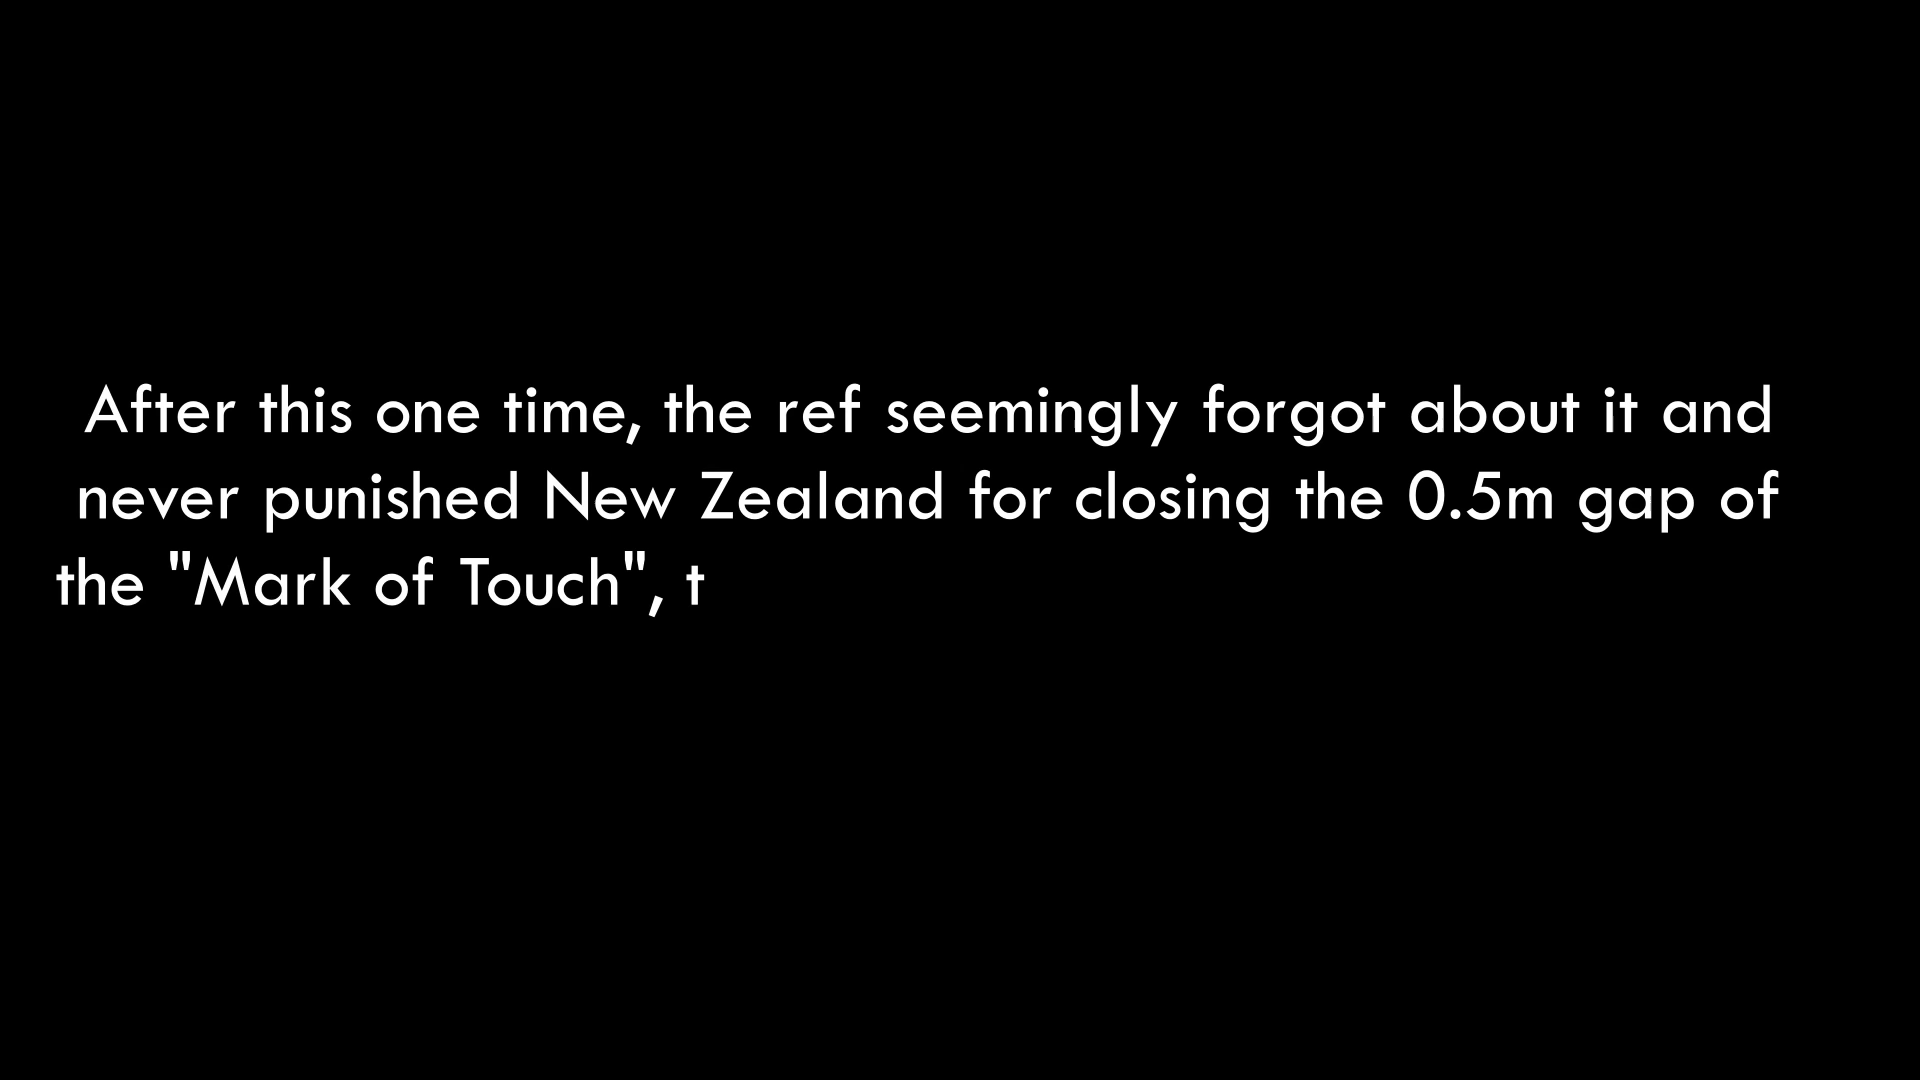 After this one time, the ref seemingly forgot about it and
never punished New Zealand for closing the 0.5m gap of
the "Mark of Touch", t